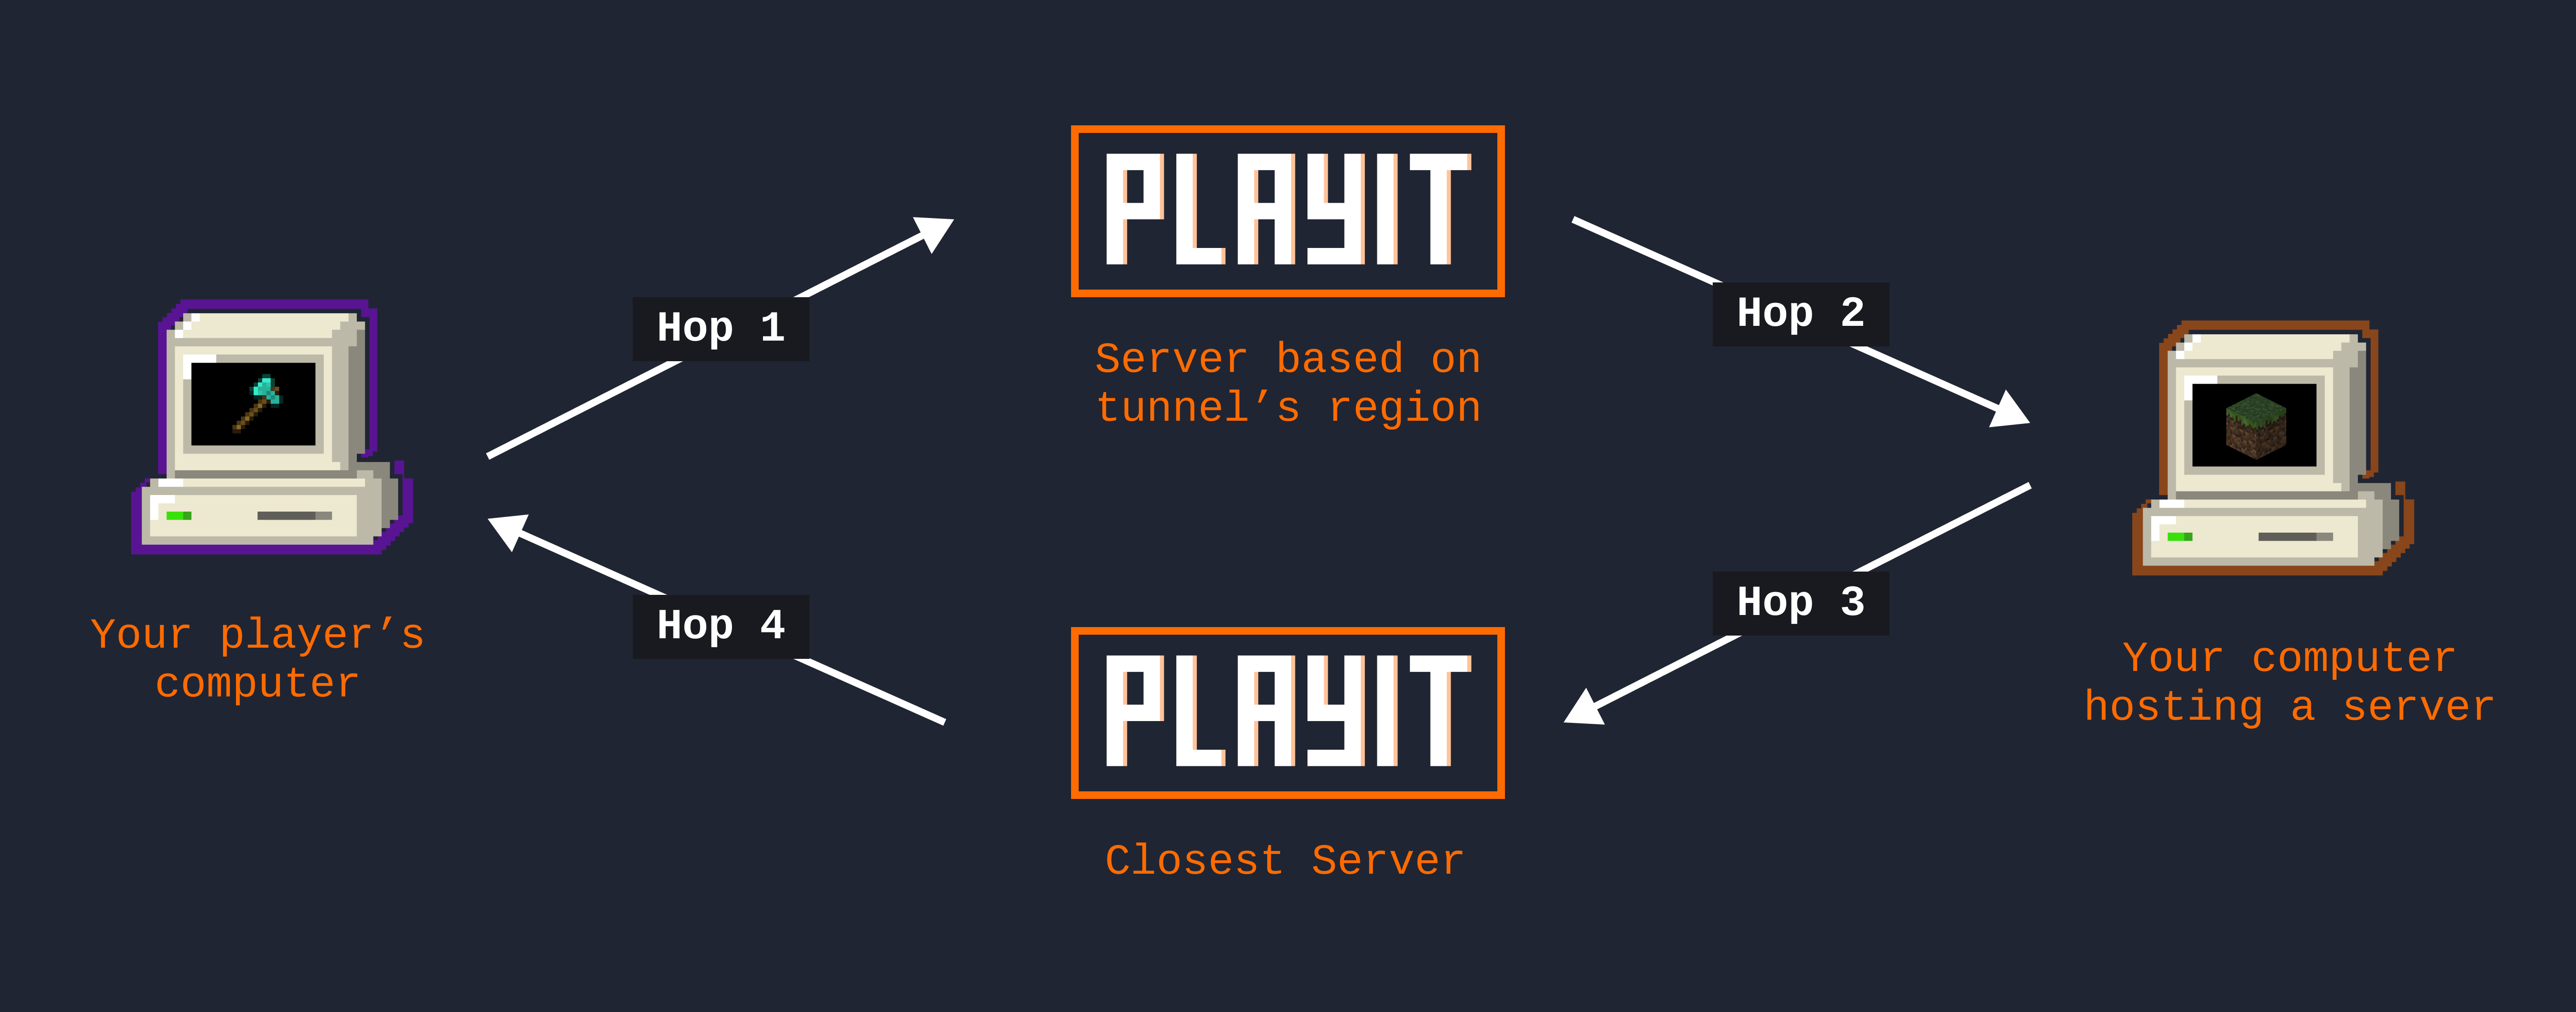 PLAYIT
Server based on
tunnel’s region
Hop 1
Hop 2
Your player’s
computer
Your computer
hosting a server
Hop 4
Hop 3
PLAYIT
Closest Server